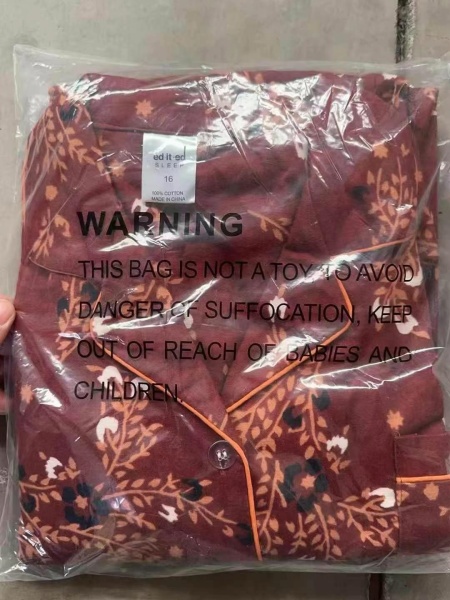 ed it ed
SLEEP
16
100% COTTON
MADE IN CHINA
WARNING
THIS BAG IS NOT A TOY, TO AVOID
DANGER OF SUFFOCATION, KEEP
OUT OF REACH OF BABIES AND
CHILDREN.